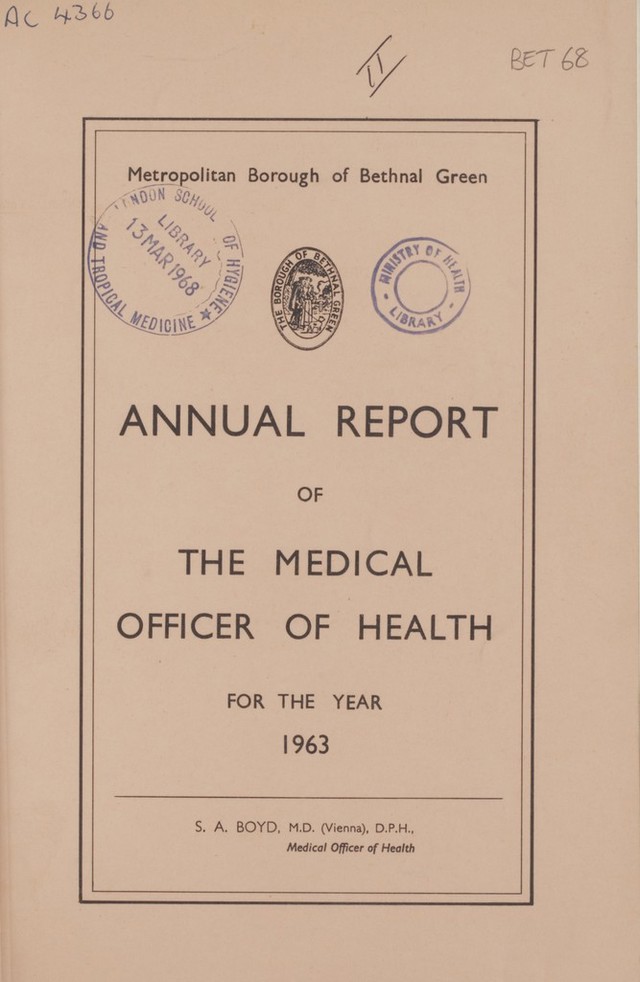 AC 4366
II
BET 68
Metropolitan Borough of Bethnal Green
LONDON SCHOOL OF HYGIENE AND TROPICAL MEDICINE
LIBRARY
13 MAR 1968
THE BOROUGH OF BETHNAL GREEN
MINISTRY OF HEALTH
LIBRARY
ANNUAL REPORT
OF
THE MEDICAL
OFFICER OF HEALTH
FOR THE YEAR
1963
S. A. BOYD, M.D. (Vienna), D.P.H.,
Medical Officer of Health